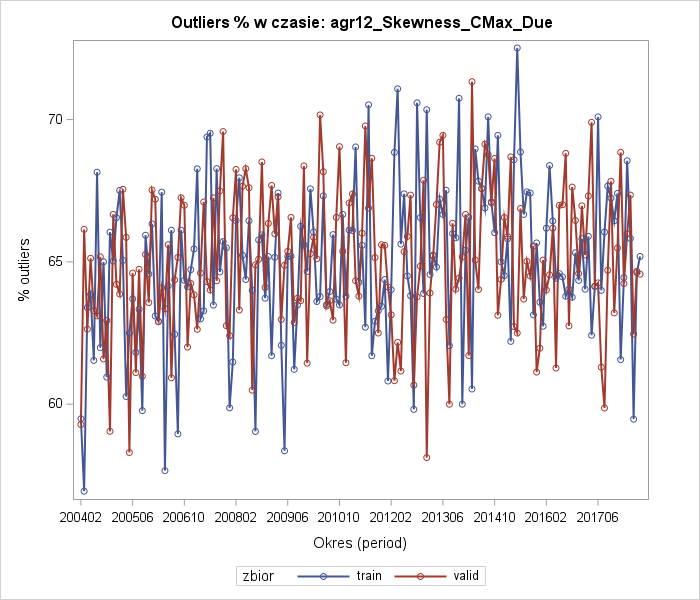 Outliers % w czasie: agr12_Skewness_CMax_Due
% outliers
70
65
60
200402 200506 200610 200802 200906 201010 201202 201306 201410 201602 201706
Okres (period)
zbior train valid